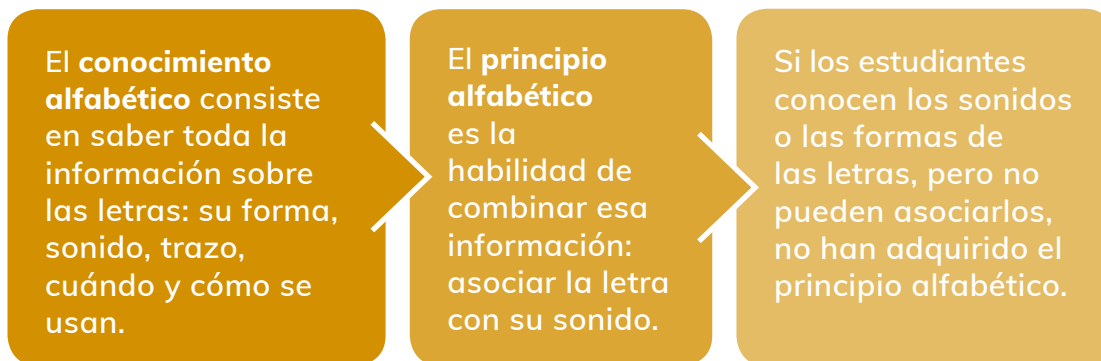 El conocimiento
alfabético consiste
en saber toda la
información sobre
las letras: su forma,
sonido, trazo,
cuándo y cómo se
usan.
El principio
alfabético
es la
habilidad de
combinar esa
información:
asociar la letra
con su sonido.
Si los estudiantes
conocen los sonidos
o las formas de
las letras, pero no
pueden asociarlos,
no han adquirido el
principio alfabético.